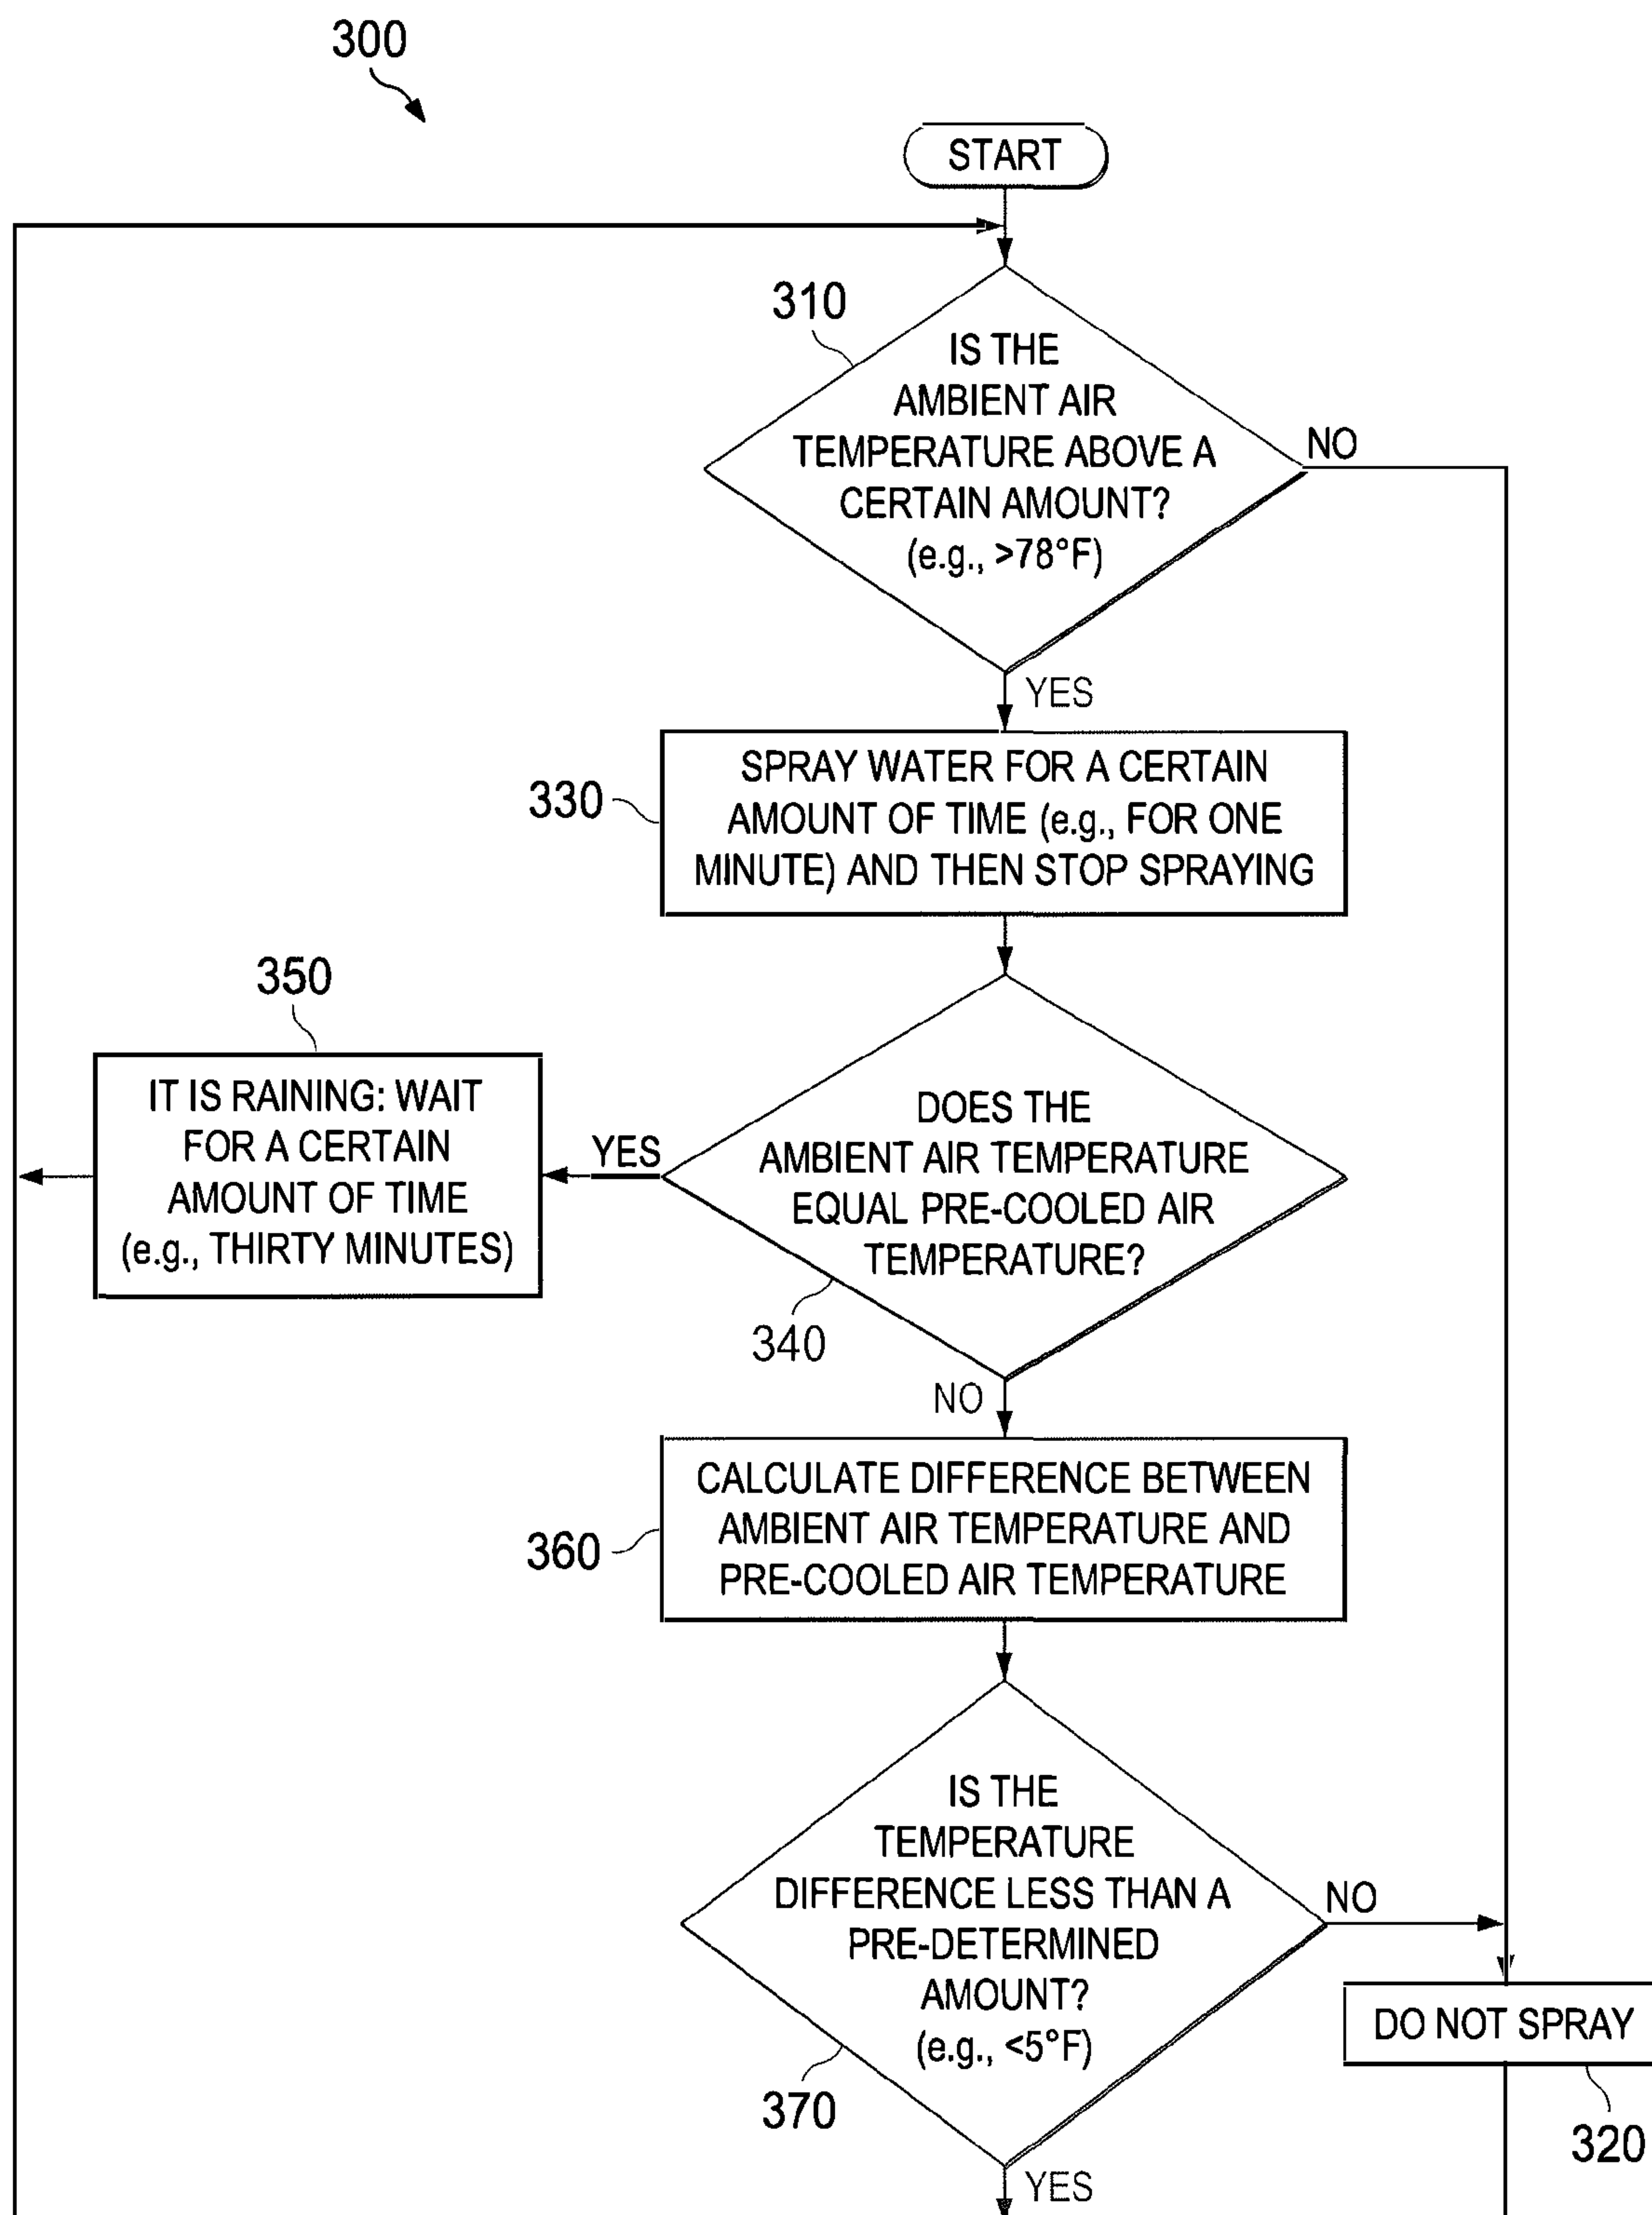 300
START
310
IS THE
AMBIENT AIR
TEMPERATURE ABOVE A
CERTAIN AMOUNT?
(e.g., >78°F)
NO
YES
330
SPRAY WATER FOR A CERTAIN
AMOUNT OF TIME (e.g., FOR ONE
MINUTE) AND THEN STOP SPRAYING
350
IT IS RAINING: WAIT
FOR A CERTAIN
AMOUNT OF TIME
(e.g., THIRTY MINUTES)
YES
DOES THE
AMBIENT AIR TEMPERATURE
EQUAL PRE-COOLED AIR
TEMPERATURE?
340
NO
360
CALCULATE DIFFERENCE BETWEEN
AMBIENT AIR TEMPERATURE AND
PRE-COOLED AIR TEMPERATURE
IS THE
TEMPERATURE
DIFFERENCE LESS THAN A
PRE-DETERMINED
AMOUNT?
(e.g., <5°F)
NO
370
DO NOT SPRAY
320
YES